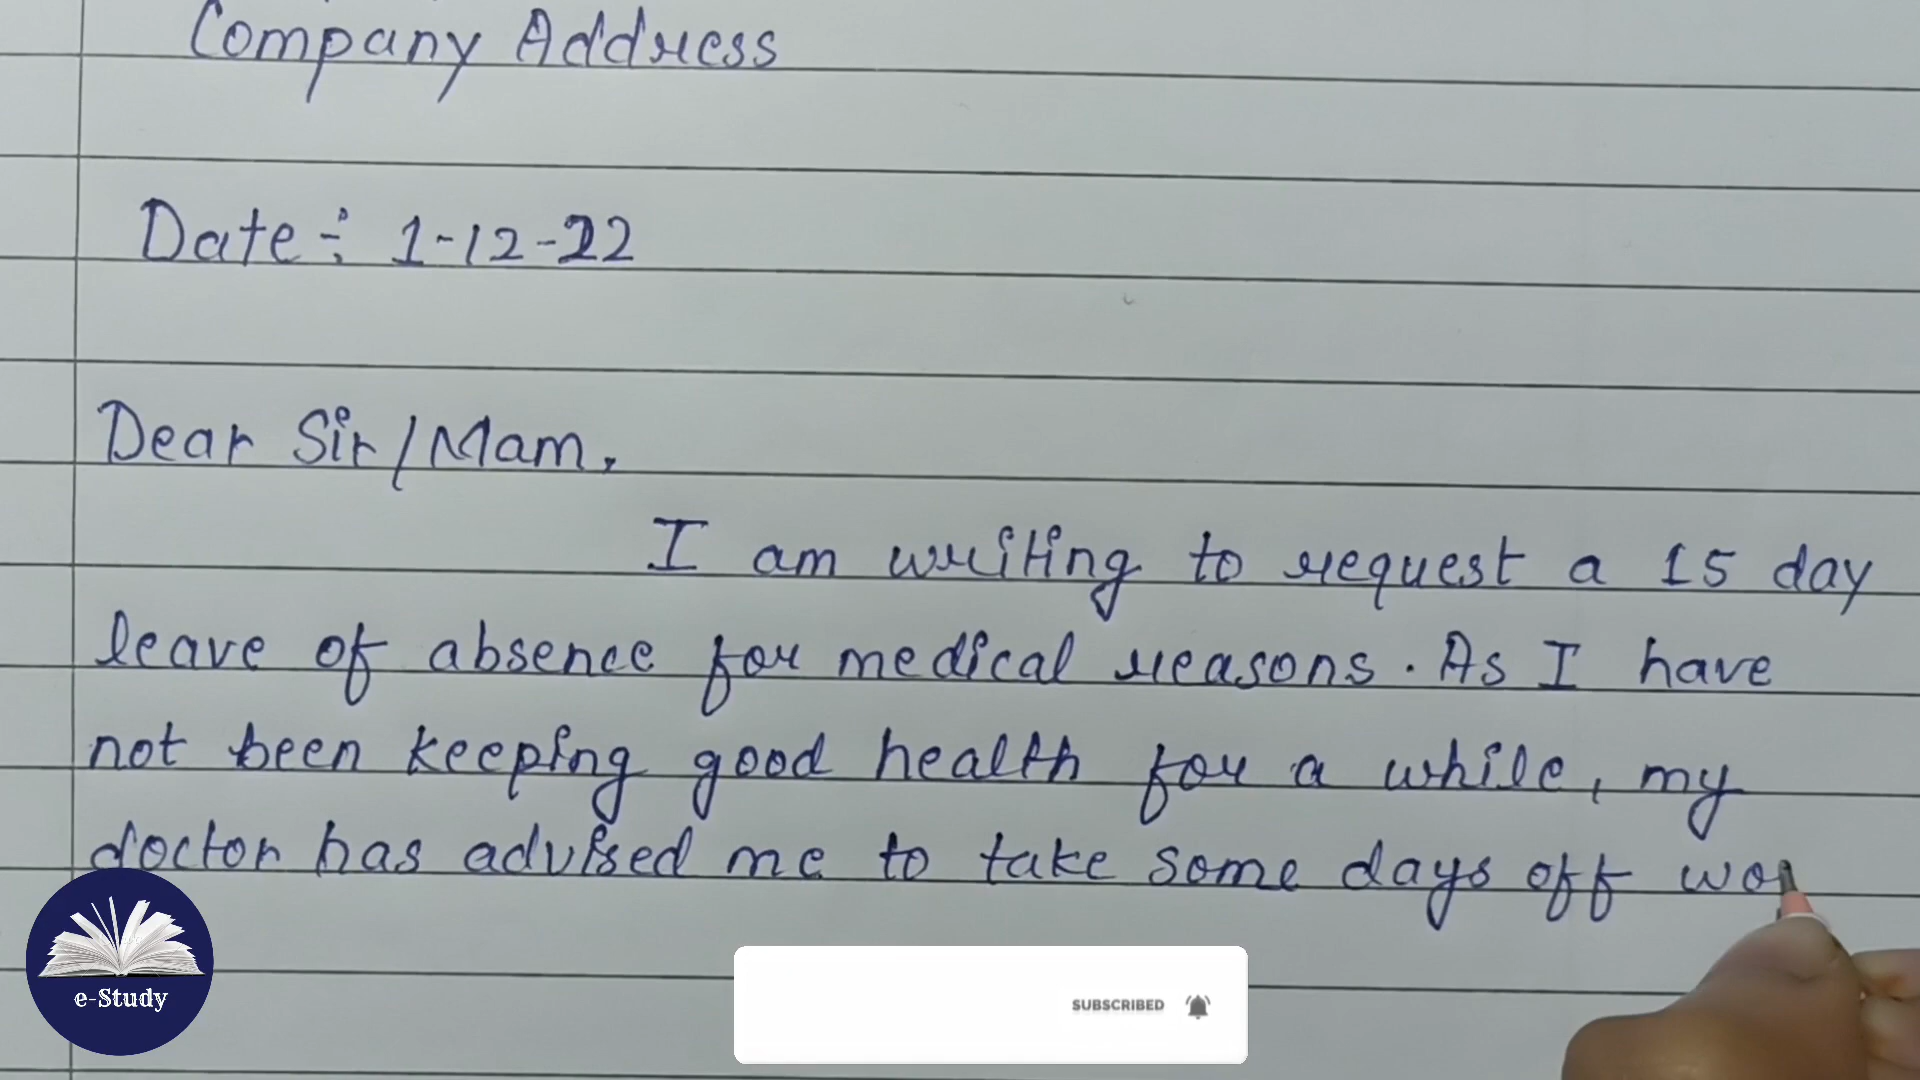 Company Address
Date :- 1-12-22
Dear Sir/Mam,
I am writing to request a 15 day
leave of absence for medical reasons. As I have
not been keeping good health for a while, my
doctor has advised me to take some days off wo
e-Study
SUBSCRIBED